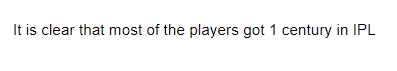 It is clear that most of the players got 1 century in IPL